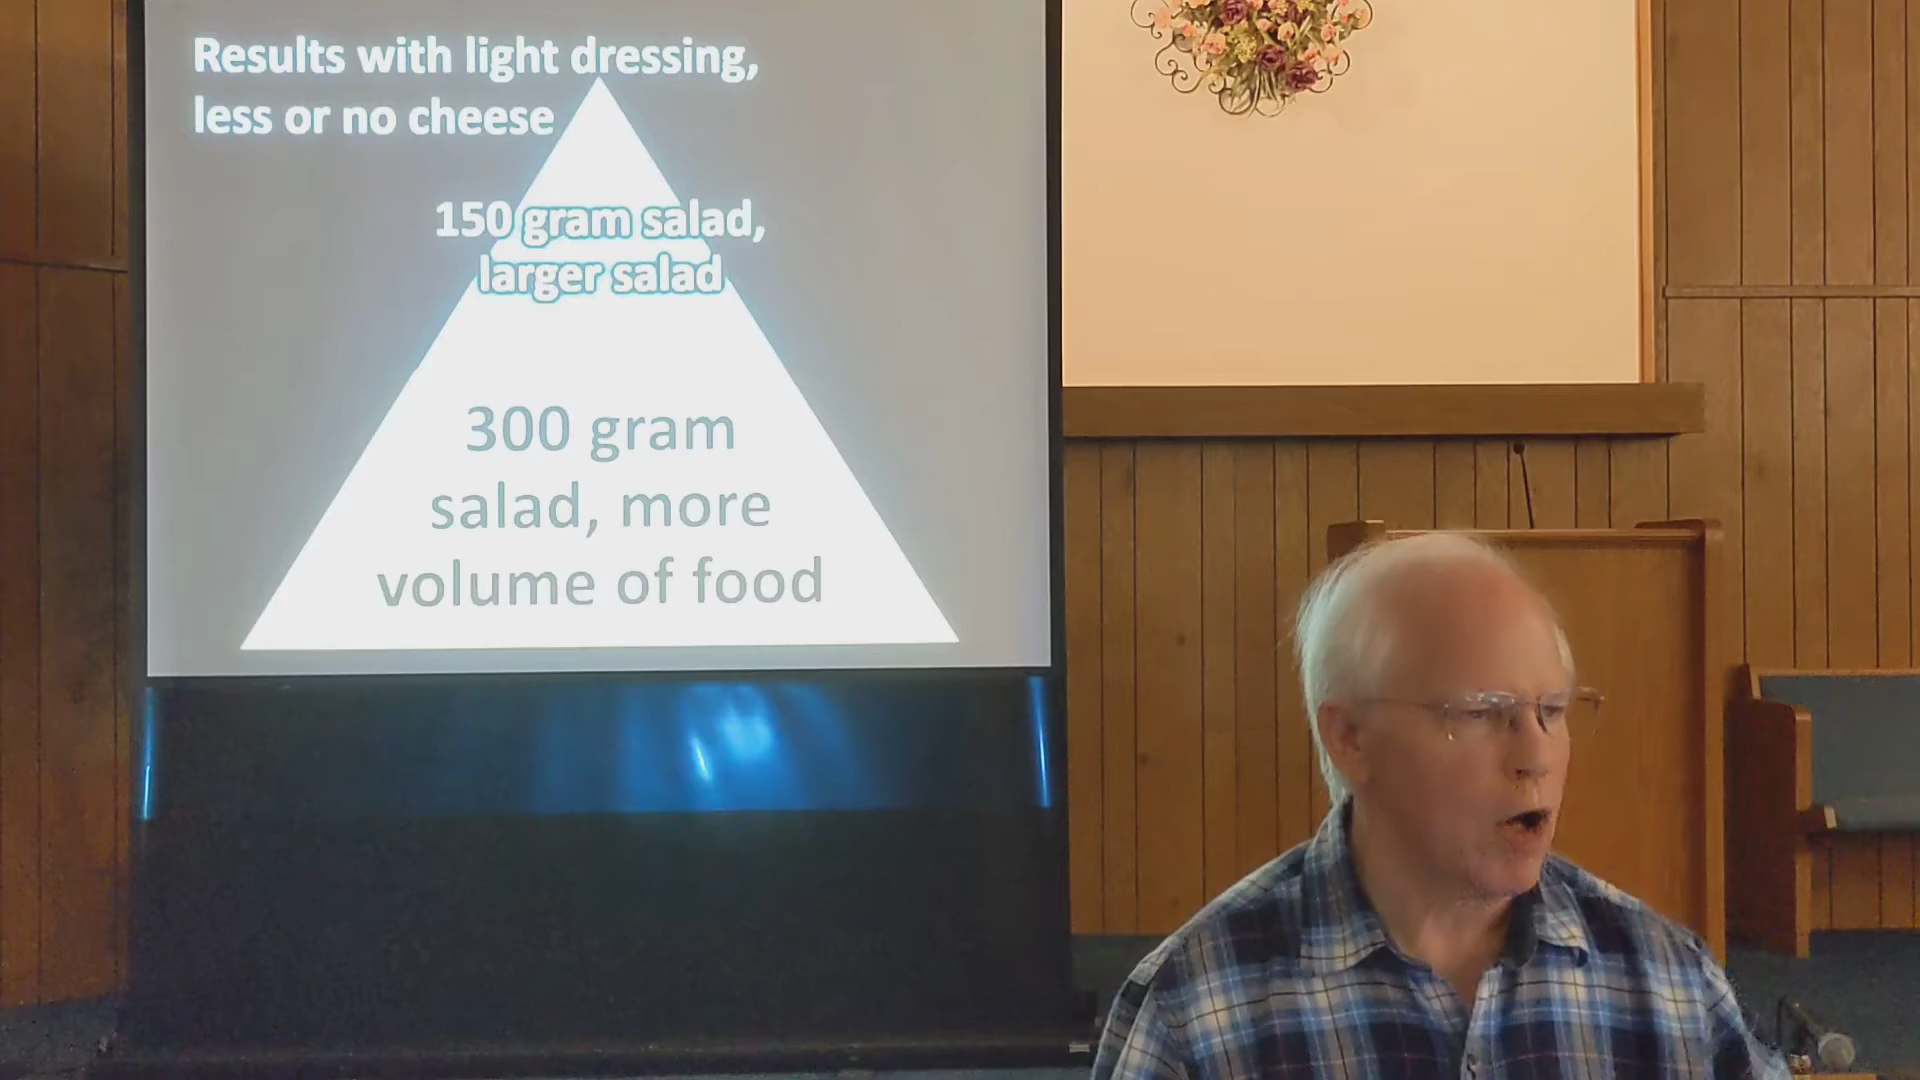 Results with light dressing,
less or no cheese
150 gram salad,
larger salad
300 gram
salad, more
volume of food